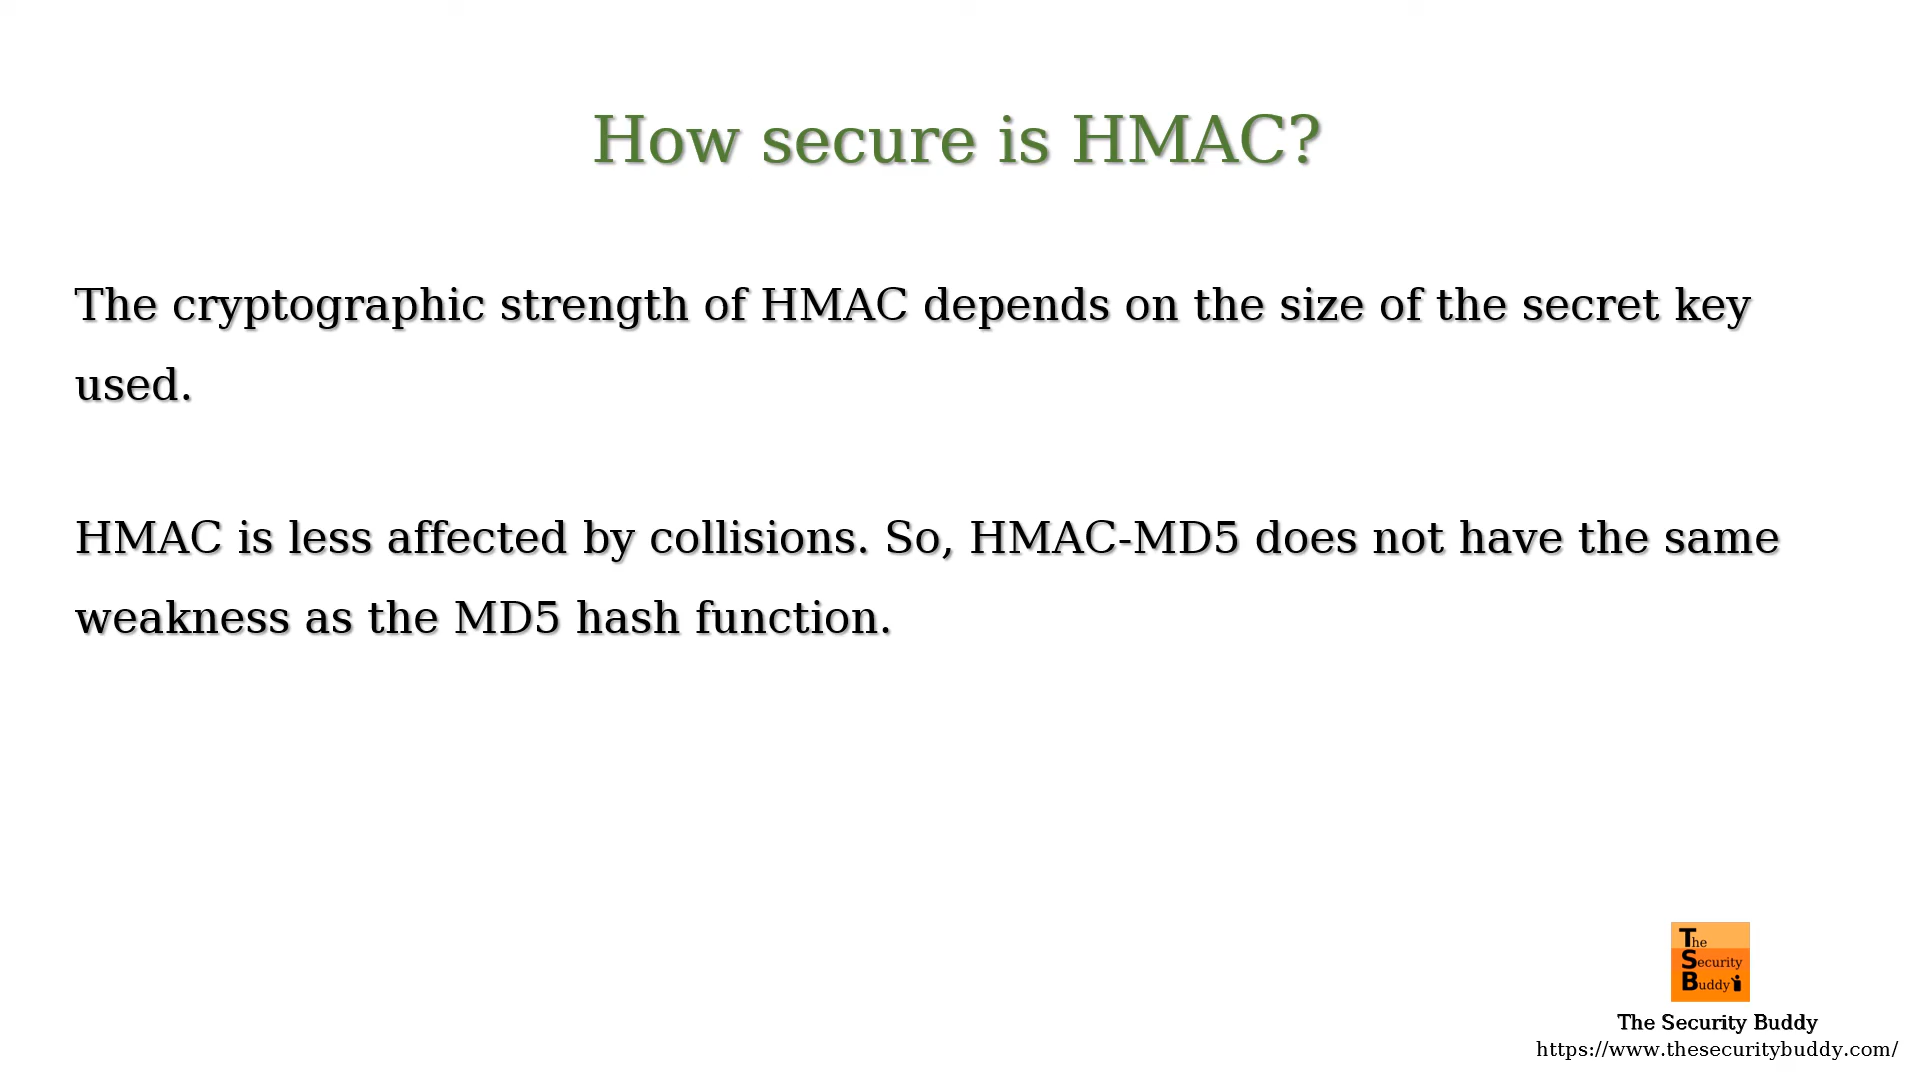 How secure is HMAC?
The cryptographic strength of HMAC depends on the size of the secret key
used.
HMAC is less affected by collisions. So, HMAC-MD5 does not have the same
weakness as the MD5 hash function.
The
Security
Buddy
The Security Buddy
https://www.thesecuritybuddy.com/